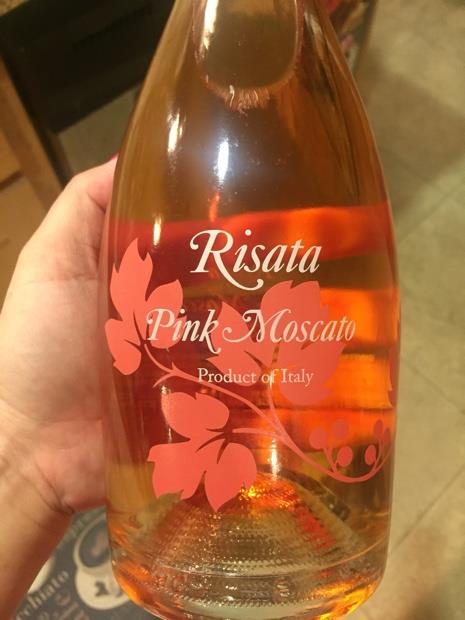 Risata
Pink Moscato
Product of Italy